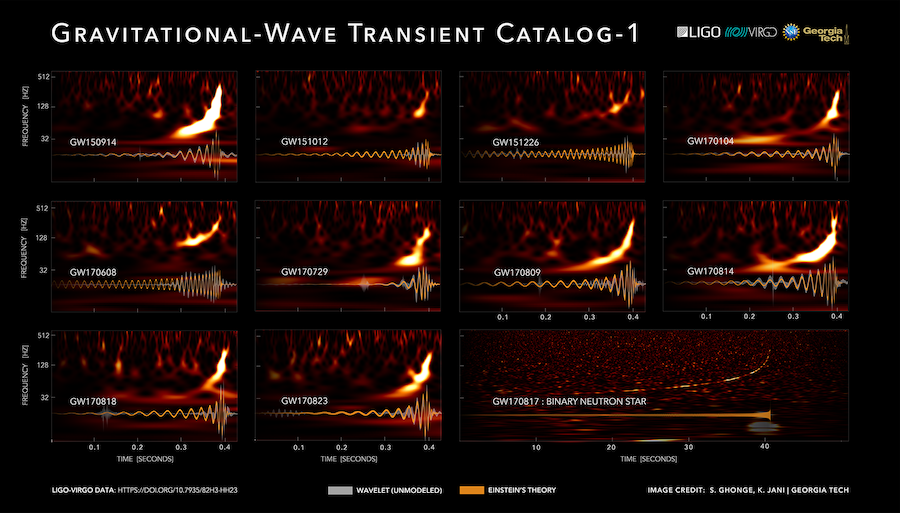 GRAVITATIONAL-WAVE TRANSIENT CATALOG-1
LIGO
VIRGO
NSF
Georgia
Tech
FREQUENCY [HZ]
512
128
32
GW150914
GW151012
GW151226
GW170104
FREQUENCY [HZ]
512
128
32
GW170608
GW170729
GW170809
GW170814
0.1 0.2 0.3 0.4
0.1 0.2 0.3 0.4
FREQUENCY [HZ]
512
128
32
GW170818
GW170823
GW170817 : BINARY NEUTRON STAR
0.1 0.2 0.3 0.4
0.1 0.2 0.3 0.4
10 20 30 40
TIME [SECONDS]
TIME [SECONDS]
TIME [SECONDS]
LIGO-VIRGO DATA: HTTPS://DOI.ORG/10.7935/82H3-HH23
WAVELET (UNMODELED)
EINSTEIN'S THEORY
IMAGE CREDIT: S. GHONGE, K. JANI | GEORGIA TECH